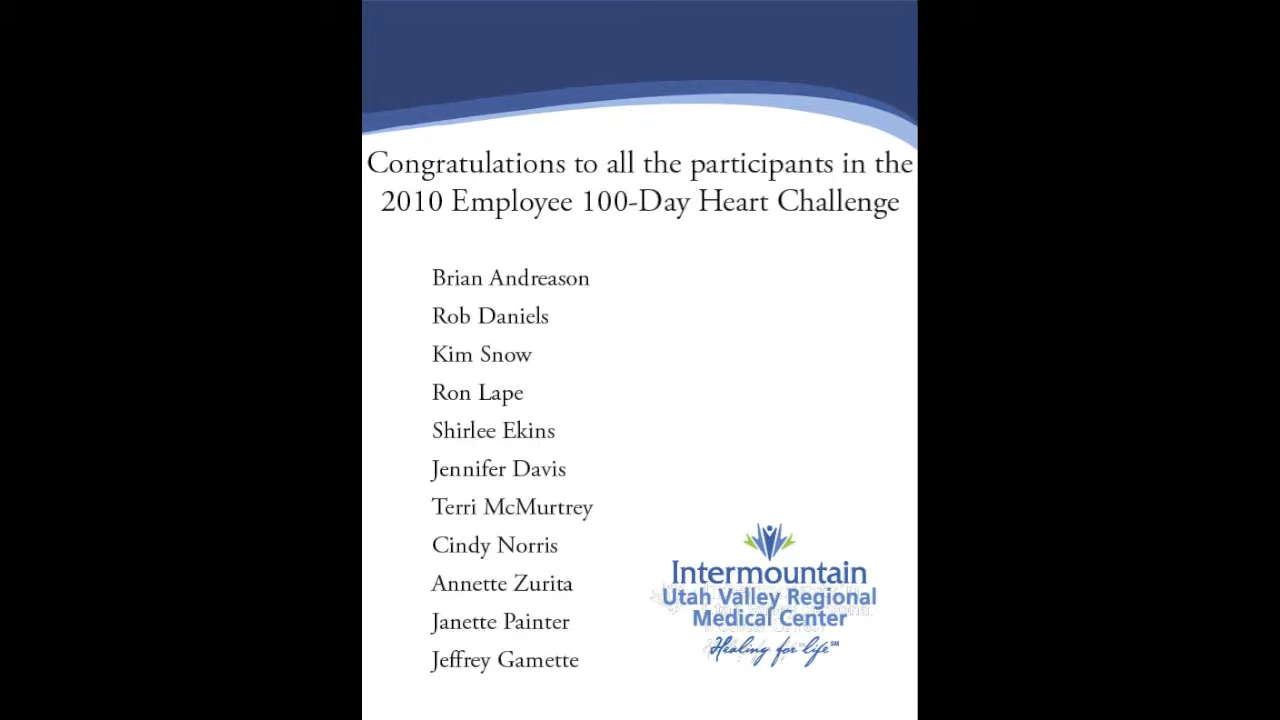 Congratulations to all the participants in the
2010 Employee 100-Day Heart Challenge
Brian Andreason
Rob Daniels
Kim Snow
Ron Lape
Shirlee Ekins
Jennifer Davis
Terri McMurtrey
Cindy Norris
Annette Zurita
Janette Painter
Jeffrey Gamette
Intermountain
Utah Valley Regional
Medical Center
Healing for life℠